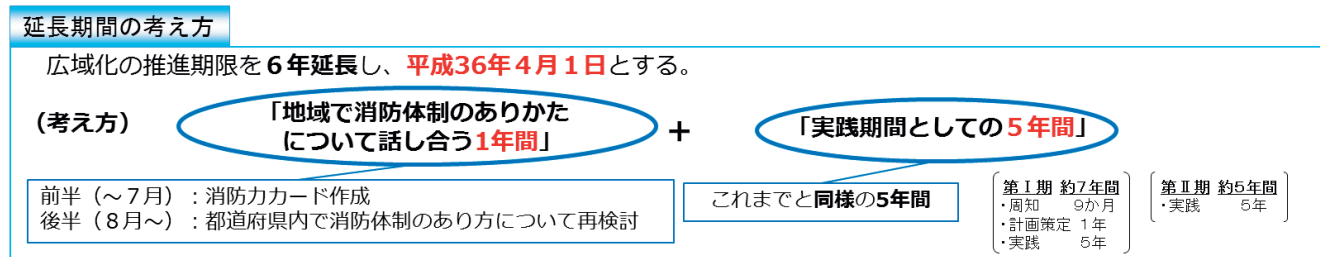 延長期間の考え方
広域化の推進期限を6年延長し、平成36年4月1日とする。
(考え方)
「地域で消防体制のありかた
について話し合う1年間」
+
「実践期間としての5年間」
前半(~7月):消防力カード作成
後半(8月~):都道府県内で消防体制のあり方について再検討
これまでと同様の5年間
第Ⅰ期 約7年間
・周知 9か月
・計画策定 1年
・実践 5年
第Ⅱ期 約5年間
・実践 5年